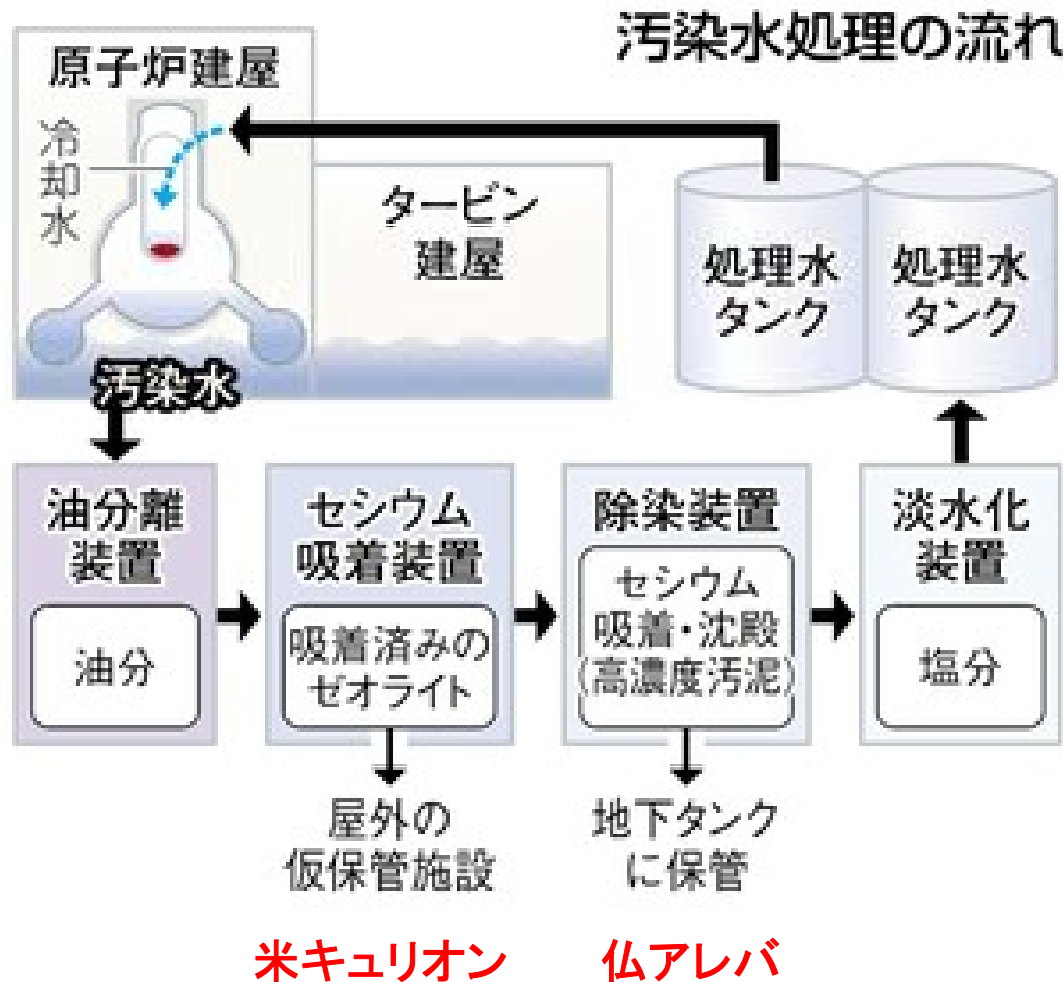 汚染水処理の流れ
原子炉建屋
冷却水
タービン
建屋
処理水
タンク
処理水
タンク
汚染水
油分離
装置
油分
セシウム
吸着装置
吸着済みの
ゼオライト
除染装置
セシウム
吸着・沈殿
(高濃度汚泥)
淡水化
装置
塩分
屋外の
仮保管施設
地下タンク
に保管
米キュリオン
仏アレバ